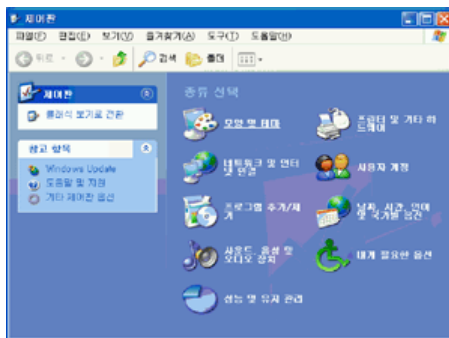 제어판
파일(F) 편집(E) 보기(V) 즐겨찾기(A) 도구(T) 도움말(H)
뒤로 검색 폴더
제어판
클래식 보기로 전환
참고 항목
Windows Update
도움말 및 지원
기타 제어판 옵션
종류 선택
모양 및 테마
프린터 및 기타 하
드웨어
네트워크 및 인터
넷 연결
사용자 계정
프로그램 추가/제
거
날짜, 시간, 언어
및 국가별 옵션
사운드, 음성 및
오디오 장치
내게 필요한 옵션
성능 및 유지 관리